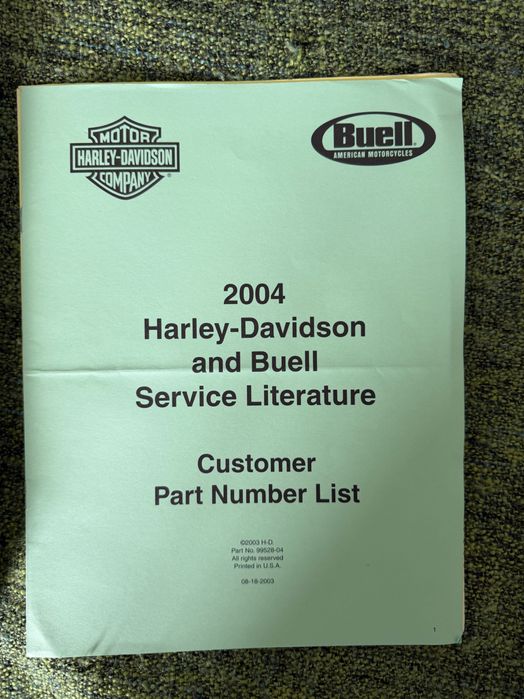 MOTOR
HARLEY-DAVIDSON
COMPANY
®
Buell
AMERICAN MOTORCYCLES
2004
Harley-Davidson
and Buell
Service Literature
Customer
Part Number List
©2003 H-D.
Part No. 99528-04
All rights reserved
Printed in U.S.A.
08-18-2003
1